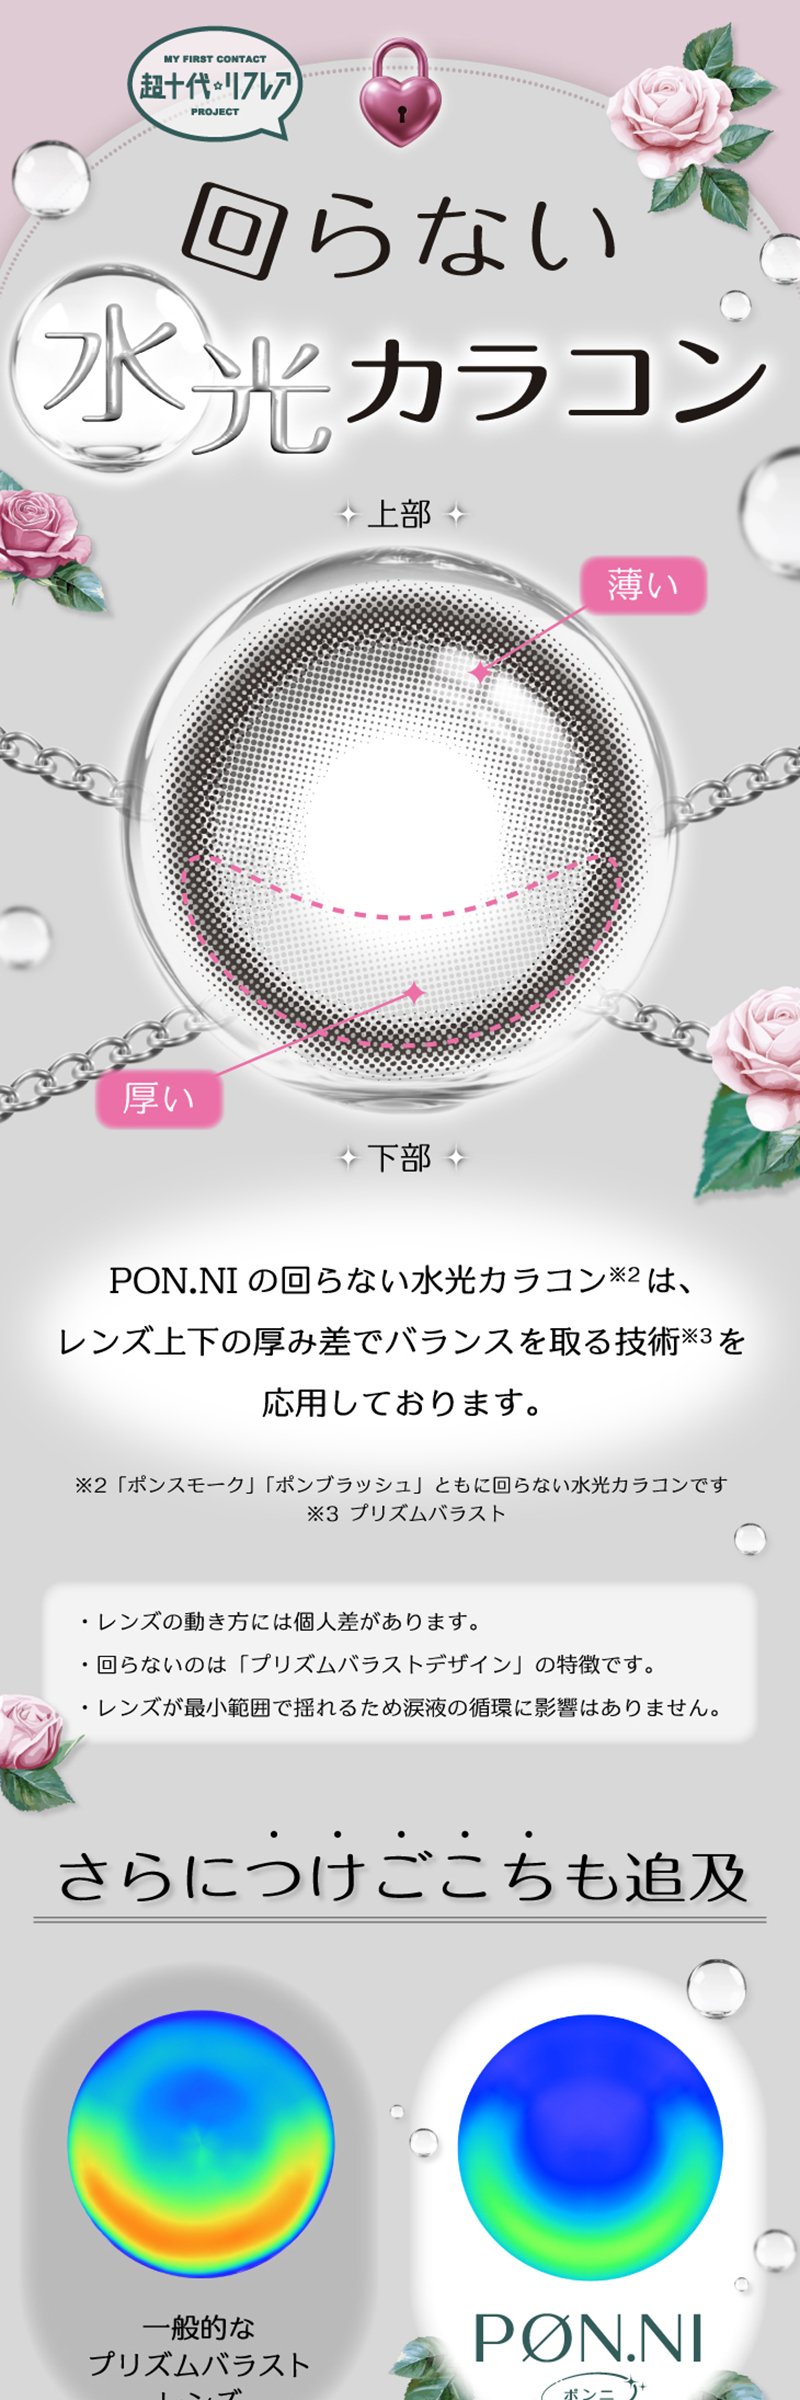 MY FIRST CONTACT
超十代☆リフレア
PROJECT
回らない
水光カラコン
上部
薄い
厚い
下部
PON.NI の回らない水光カラコン※2は、
レンズ上下の厚み差でバランスを取る技術※3を
応用しております。
※2「ポンスモーク」「ポンブラッシュ」ともに回らない水光カラコンです
※3 プリズムバラスト
・レンズの動き方には個人差があります。
・回らないのは「プリズムバラストデザイン」の特徴です。
・レンズが最小範囲で揺れるため涙液の循環に影響はありません。
さらにつけごこちも追及
一般的な
プリズムバラスト
レンズ
PØN.NI
ポンニ